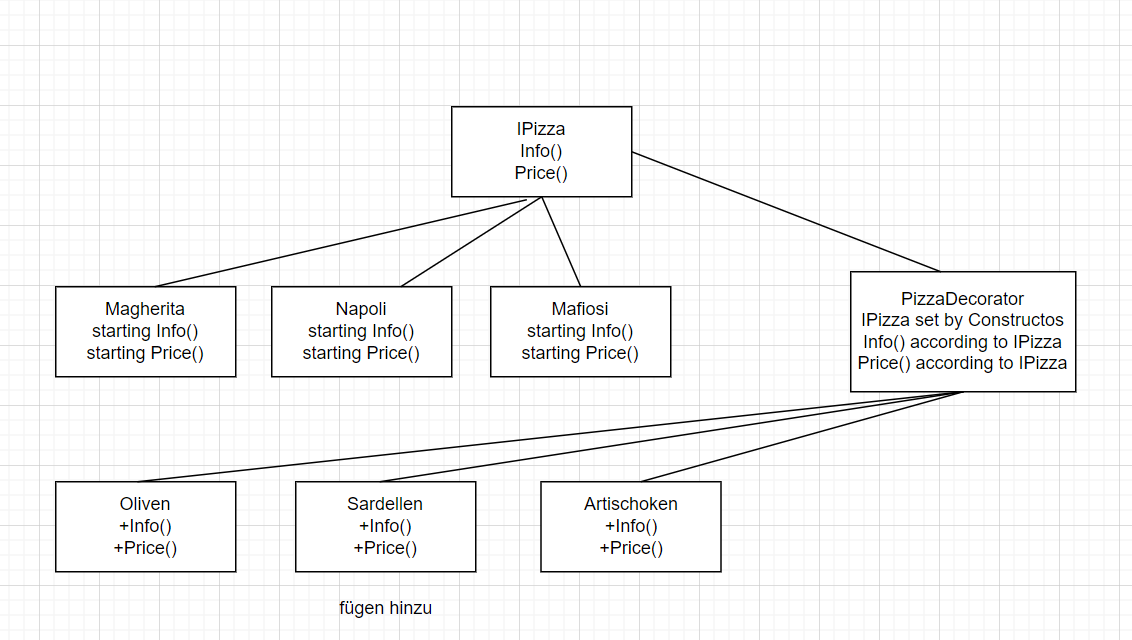 IPizza
Info()
Price()
Magherita
starting Info()
starting Price()
Napoli
starting Info()
starting Price()
Mafiosi
starting Info()
starting Price()
PizzaDecorator
IPizza set by Constructos
Info() according to IPizza
Price() according to IPizza
Oliven
+Info()
+Price()
Sardellen
+Info()
+Price()
Artischoken
+Info()
+Price()
fügen hinzu